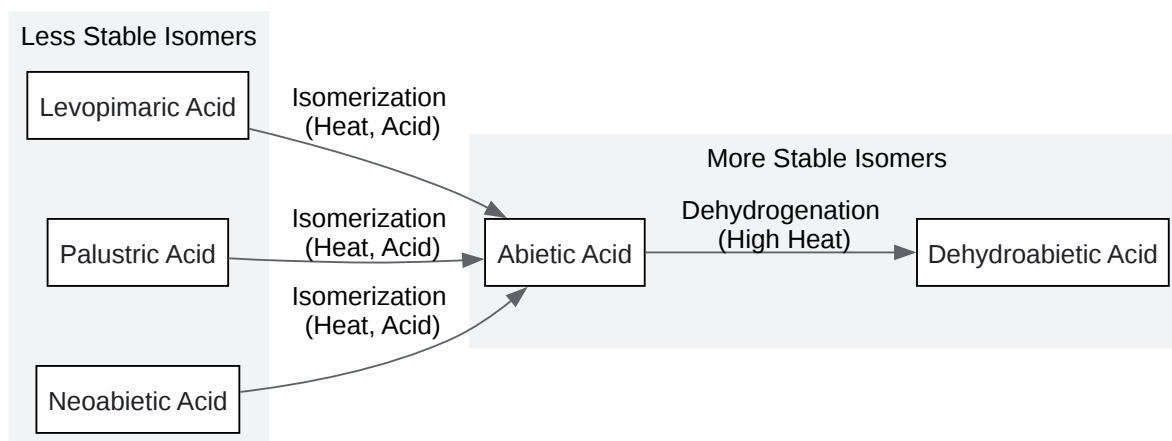 Less Stable Isomers
Levopimaric Acid
Isomerization
(Heat, Acid)
More Stable Isomers
Palustric Acid
Isomerization
(Heat, Acid)
Abietic Acid
Dehydrogenation
(High Heat)
Dehydroabietic Acid
Isomerization
(Heat, Acid)
Neoabietic Acid